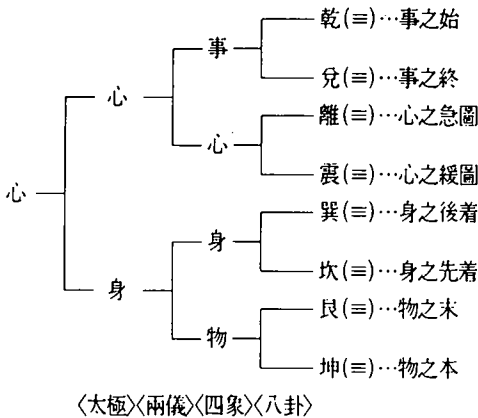 乾(≡)…事之始
事
兌(≡)…事之終
心
離(≡)…心之急圖
心
震(≡)…心之緩圖
心
巽(≡)…身之後着
身
坎(≡)…身之先着
身
艮(≡)…物之末
物
坤(≡)…物之本
〈太極〉〈兩儀〉〈四象〉〈八卦〉